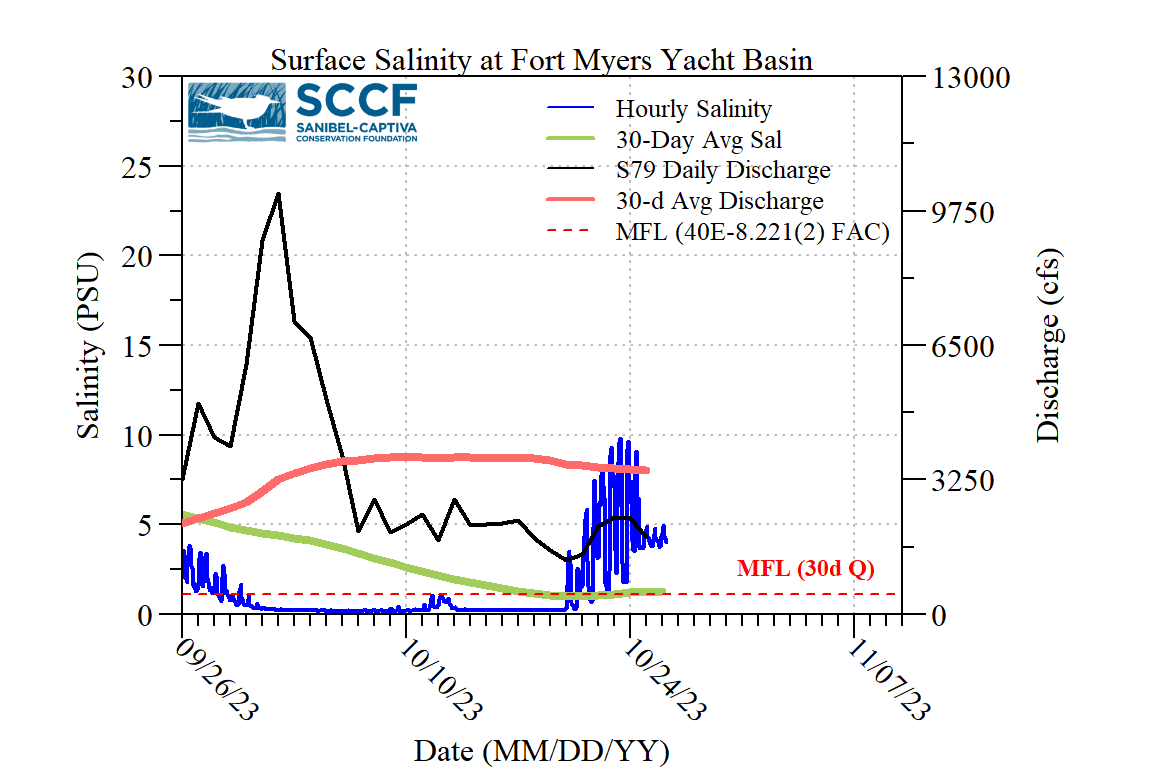 Surface Salinity at Fort Myers Yacht Basin
SCCF
SANIBEL-CAPTIVA
CONSERVATION FOUNDATION
Hourly Salinity
30-Day Avg Sal
S79 Daily Discharge
30-d Avg Discharge
MFL (40E-8.221(2) FAC)
30
25
20
15
10
5
0
Salinity (PSU)
13000
9750
6500
3250
0
Discharge (cfs)
MFL (30d Q)
09/26/23
10/10/23
10/24/23
11/07/23
Date (MM/DD/YY)